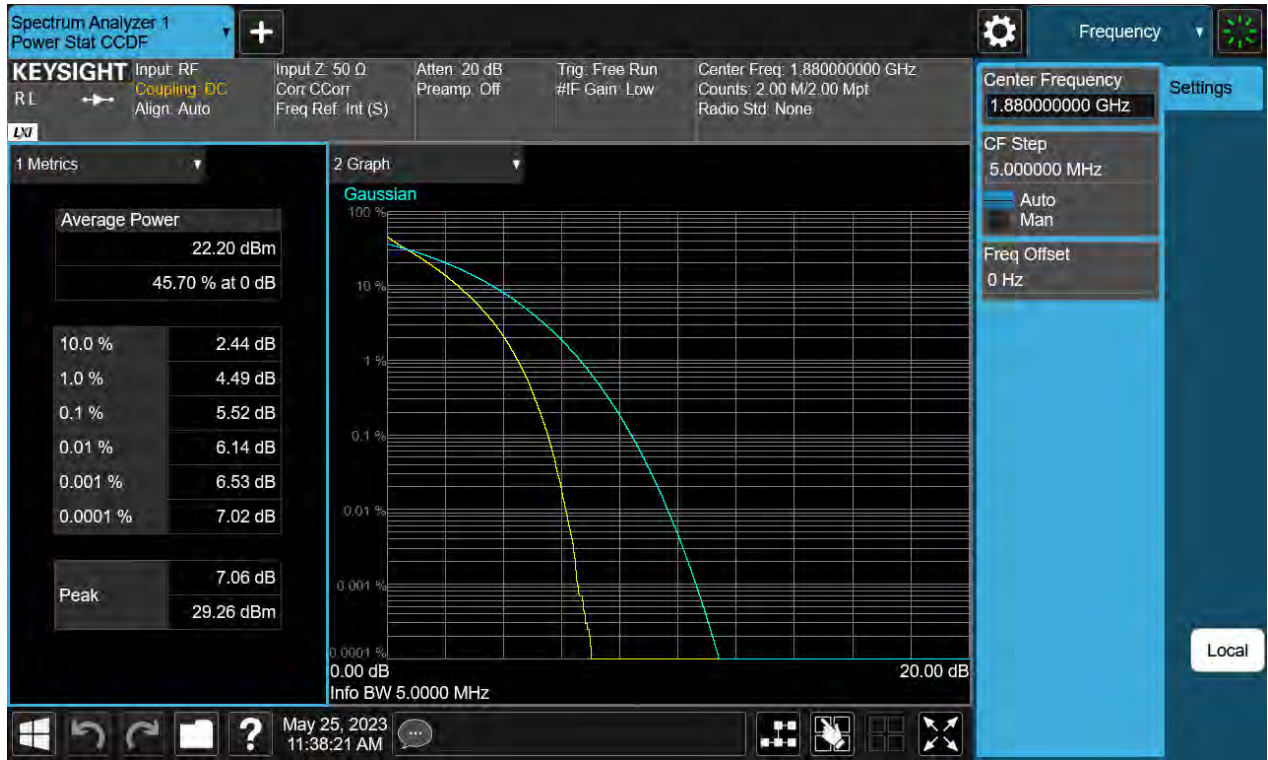 Spectrum Analyzer 1
Power Stat CCDF
+
Frequency
KEYSIGHT
RL
LXI
Input: RF
Coupling: DC
Align: Auto
Input Z: 50 Ω
Corr CCorr
Freq Ref: Int (S)
Atten: 20 dB
Preamp: Off
Trig: Free Run
#IF Gain: Low
Center Freq: 1.880000000 GHz
Counts: 2.00 M/2.00 Mpt
Radio Std: None
Center Frequency
1.880000000 GHz
Settings
CF Step
5.000000 MHz
Auto
Man
Freq Offset
0 Hz
1 Metrics
Average Power
22.20 dBm
45.70 % at 0 dB
10.0 % 2.44 dB
1.0 % 4.49 dB
0.1 % 5.52 dB
0.01 % 6.14 dB
0.001 % 6.53 dB
0.0001 % 7.02 dB
Peak
7.06 dB
29.26 dBm
2 Graph
Gaussian
100 %
10 %
1 %
0.1 %
0.01 %
0.001 %
0.0001 %
0.00 dB 20.00 dB
Info BW 5.0000 MHz
Local
?
May 25, 2023
11:38:21 AM